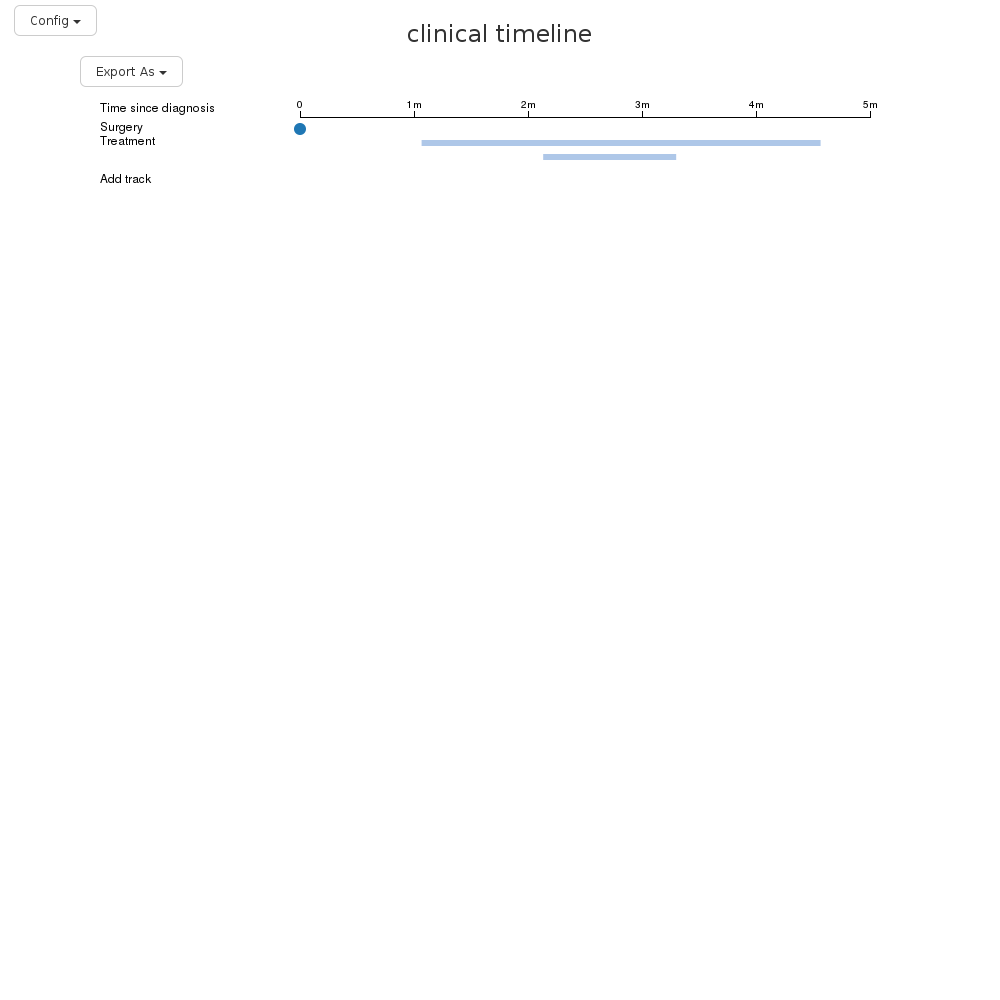 Config
clinical timeline
Export As
Time since diagnosis 0 1m 2m 3m 4m 5m
Surgery
Treatment
Add track